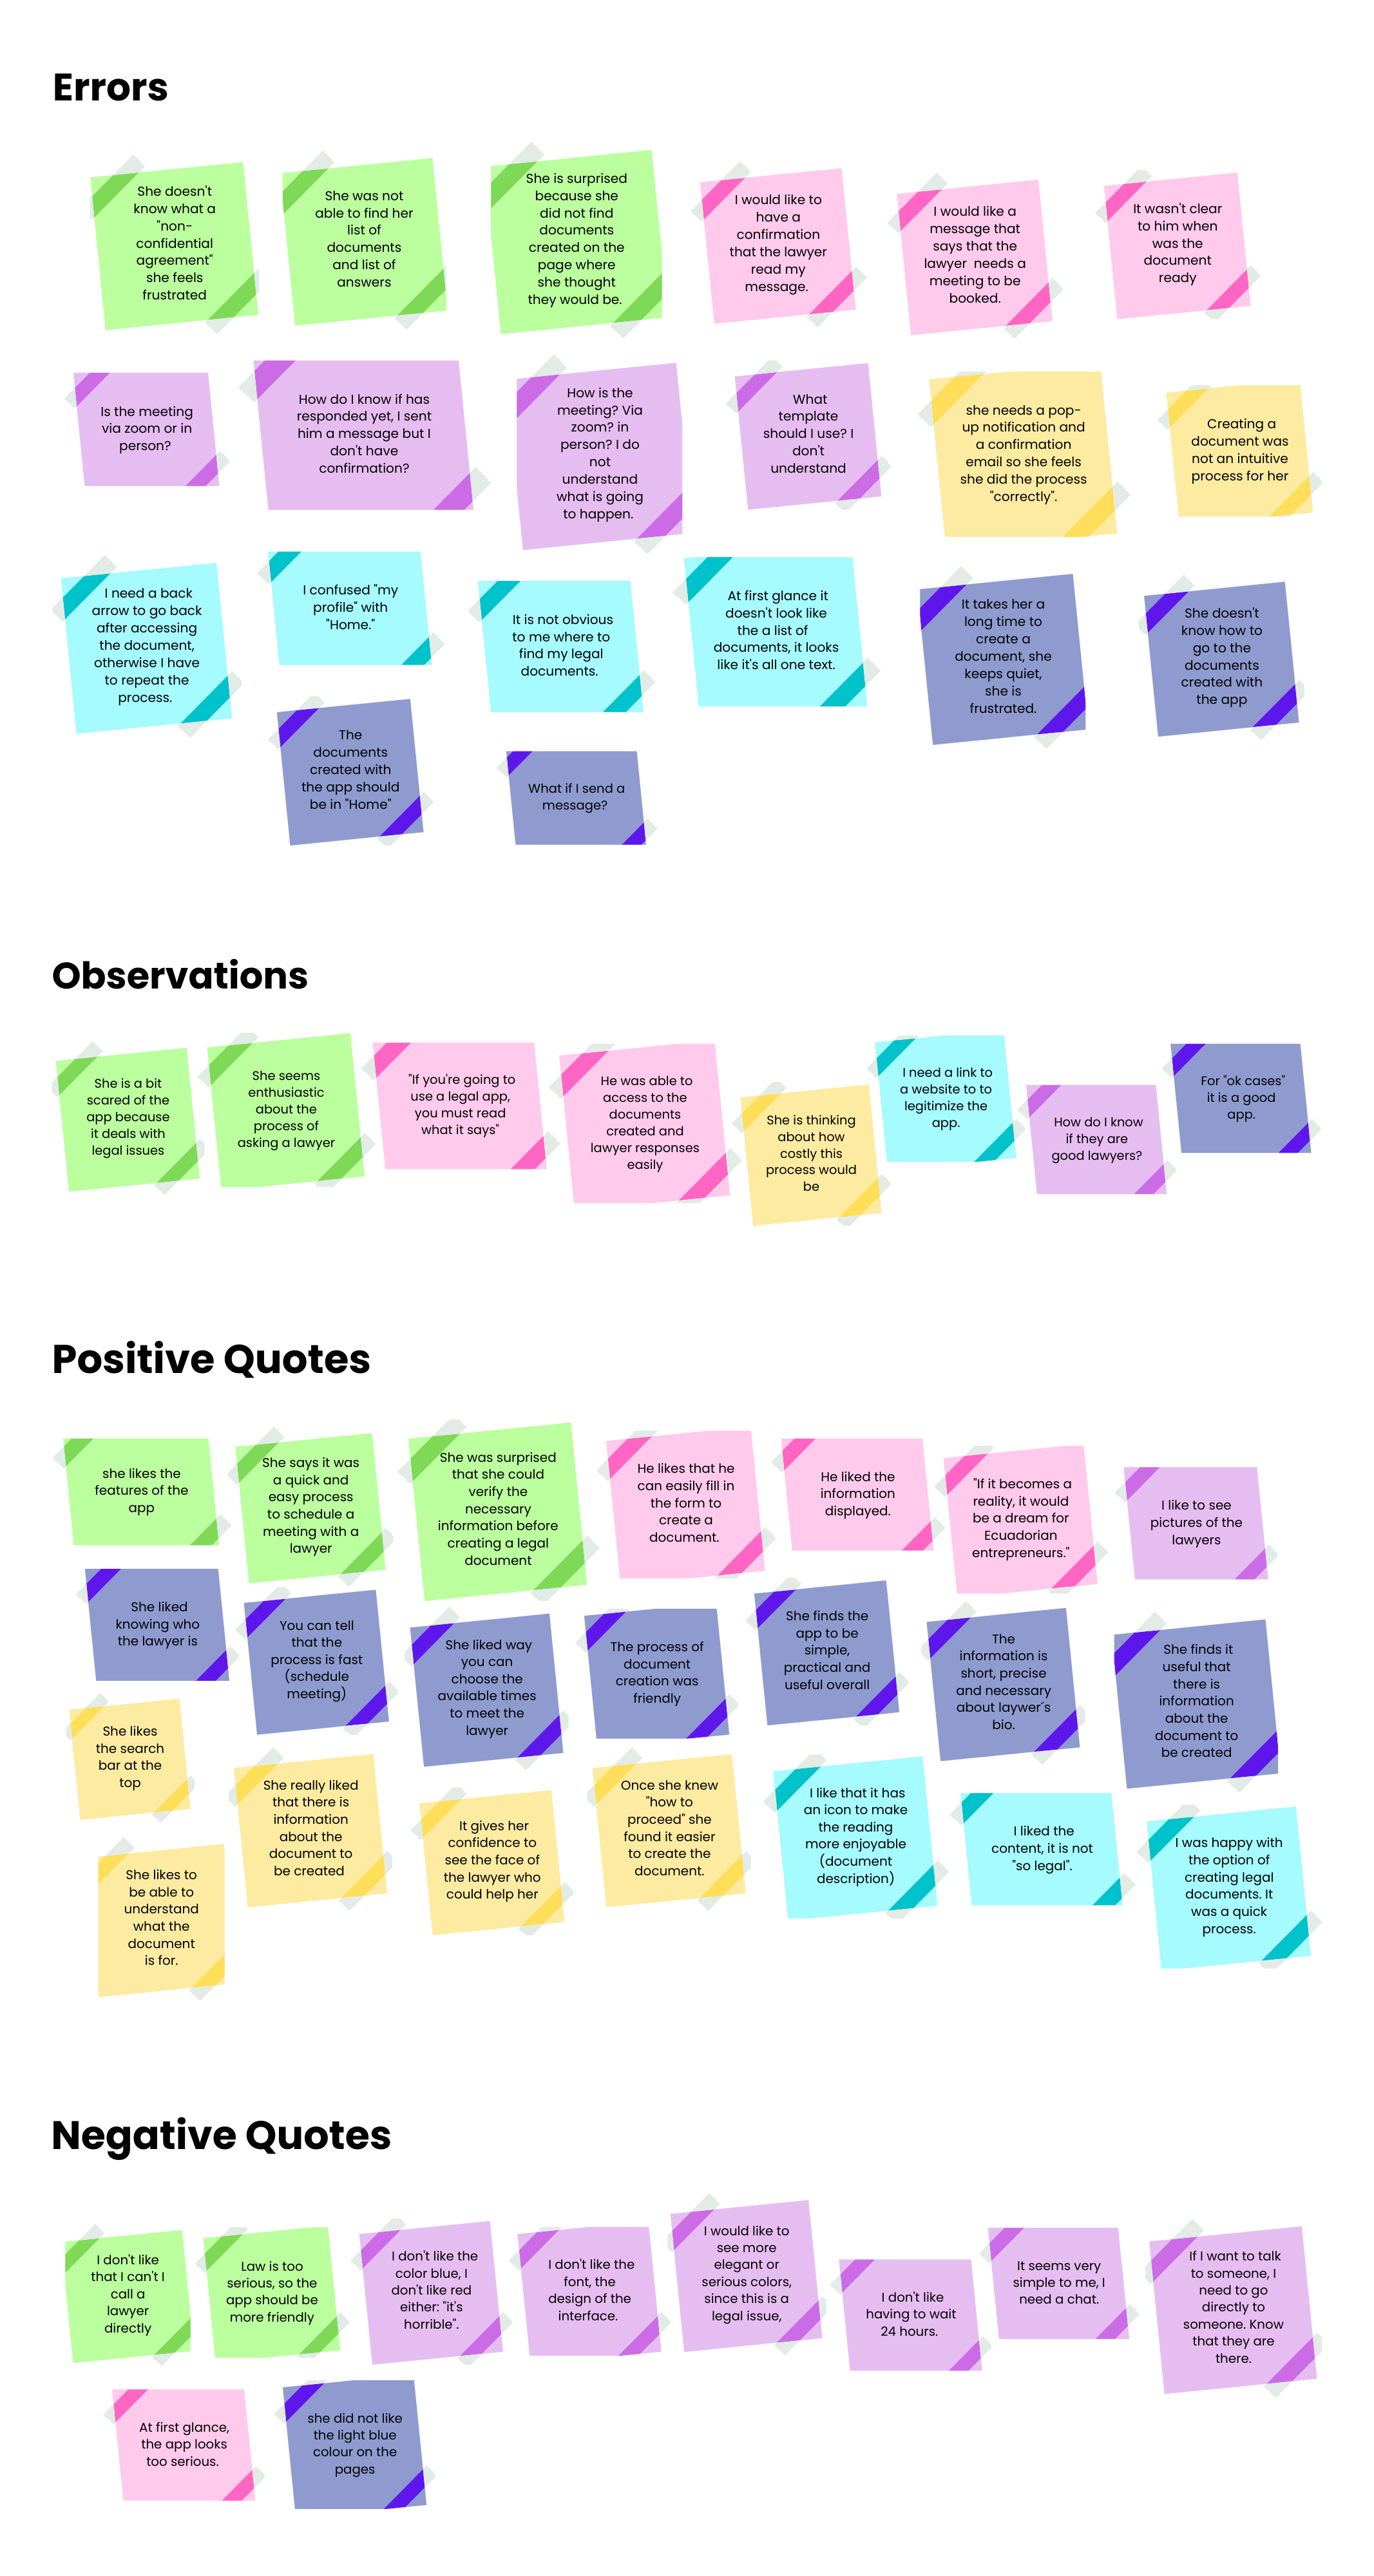 Errors
She doesn't
know what a
"non-
confidential
agreement"
she feels
frustrated
She was not
able to find her
list of
documents
and list of
answers
She is surprised
because she
did not find
documents
created on the
page where
she thought
they would be.
I would like to
have a
confirmation
that the lawyer
read my
message.
I would like a
message that
says that the
lawyer needs a
meeting to be
booked.
It wasn't clear
to him when
was the
document
ready
Is the meeting
via zoom or in
person?
How do I know if has
responded yet, I sent
him a message but I
don't have
confirmation?
How is the
meeting? Via
zoom? in
person? I do
not
understand
what is going
to happen.
What
template
should I use? I
don't
understand
she needs a pop-
up notification and
a confirmation
email so she feels
she did the process
"correctly".
Creating a
document was
not an intuitive
process for her
I need a back
arrow to go back
after accessing
the document,
otherwise I have
to repeat the
process.
I confused "my
profile" with
"Home."
It is not obvious
to me where to
find my legal
documents.
At first glance it
doesn't look like
the a list of
documents, it looks
like it's all one text.
It takes her a
long time to
create a
document, she
keeps quiet,
she is
frustrated.
She doesn't
know how to
go to the
documents
created with
the app
The
documents
created with
the app should
be in "Home"
What if I send a
message?
Observations
She is a bit
scared of the
app because
it deals with
legal issues
She seems
enthusiastic
about the
process of
asking a lawyer
"If you're going to
use a legal app,
you must read
what it says"
He was able to
access to the
documents
created and
lawyer responses
easily
She is thinking
about how
costly this
process would
be
I need a link to
a website to to
legitimize the
app.
How do I know
if they are
good lawyers?
For "ok cases"
it is a good
app.
Positive Quotes
she likes the
features of the
app
She says it was
a quick and
easy process
to schedule a
meeting with a
lawyer
She was surprised
that she could
verify the
necessary
information before
creating a legal
document
He likes that he
can easily fill in
the form to
create a
document.
He liked the
information
displayed.
"If it becomes a
reality, it would
be a dream for
Ecuadorian
entrepreneurs."
I like to see
pictures of the
lawyers
She liked
knowing who
the lawyer is
You can tell
that the
process is fast
(schedule
meeting)
She liked way
you can
choose the
available times
to meet the
lawyer
The process of
document
creation was
friendly
She finds the
app to be
simple,
practical and
useful overall
The
information is
short, precise
and necessary
about laywer´s
bio.
She finds it
useful that
there is
information
about the
document to
be created
She likes
the search
bar at the
top
She really liked
that there is
information
about the
document to
be created
It gives her
confidence to
see the face of
the lawyer who
could help her
Once she knew
"how to
proceed" she
found it easier
to create the
document.
I like that it has
an icon to make
the reading
more enjoyable
(document
description)
I liked the
content, it is not
"so legal".
I was happy with
the option of
creating legal
documents. It
was a quick
process.
She likes to
be able to
understand
what the
document
is for.
Negative Quotes
I don't like
that I can't I
call a
lawyer
directly
Law is too
serious, so the
app should be
more friendly
I don't like the
color blue, I
don't like red
either: "it's
horrible".
I don't like the
font, the
design of the
interface.
I would like to
see more
elegant or
serious colors,
since this is a
legal issue,
I don't like
having to wait
24 hours.
It seems very
simple to me, I
need a chat.
If I want to talk
to someone, I
need to go
directly to
someone. Know
that they are
there.
At first glance,
the app looks
too serious.
she did not like
the light blue
colour on the
pages